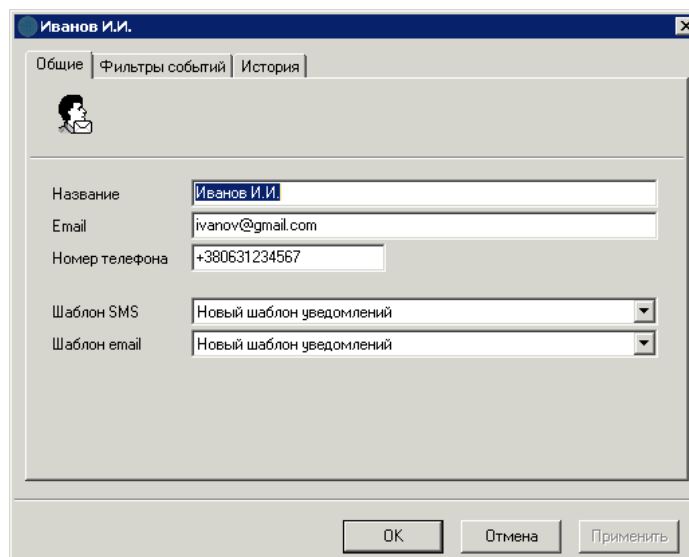 Иванов И.И.
Общие Фильтры событий История
Название Иванов И.И.
Email ivanov@gmail.com
Номер телефона +380631234567
Шаблон SMS Новый шаблон уведомлений
Шаблон email Новый шаблон уведомлений
OK Отмена Применить